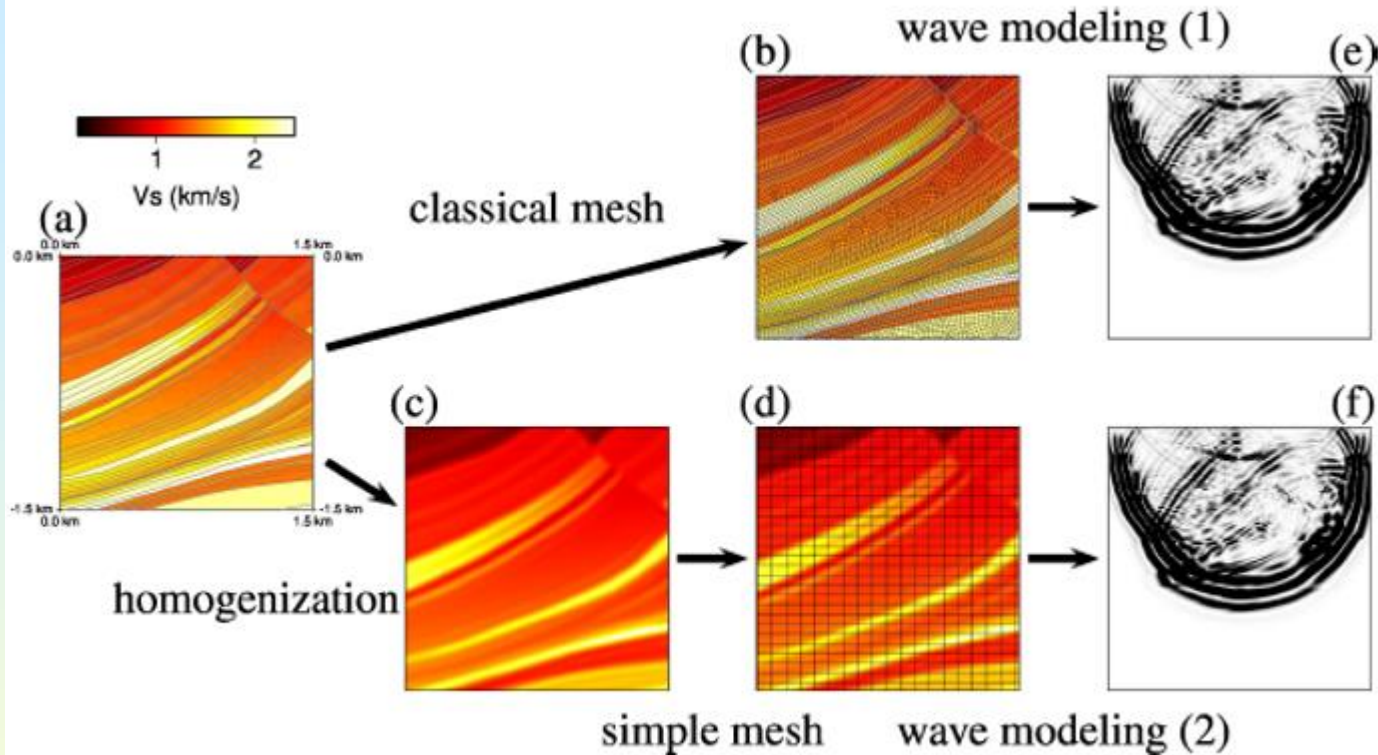 wave modeling (1)
(b)
(e)
1
2
Vs (km/s)
(a)
classical mesh
0.0 km
1.5 km
0.0 km
0.0 km
(c)
(d)
(f)
-1.5 km
-1.5 km
0.0 km
1.5 km
homogenization
simple mesh
wave modeling (2)